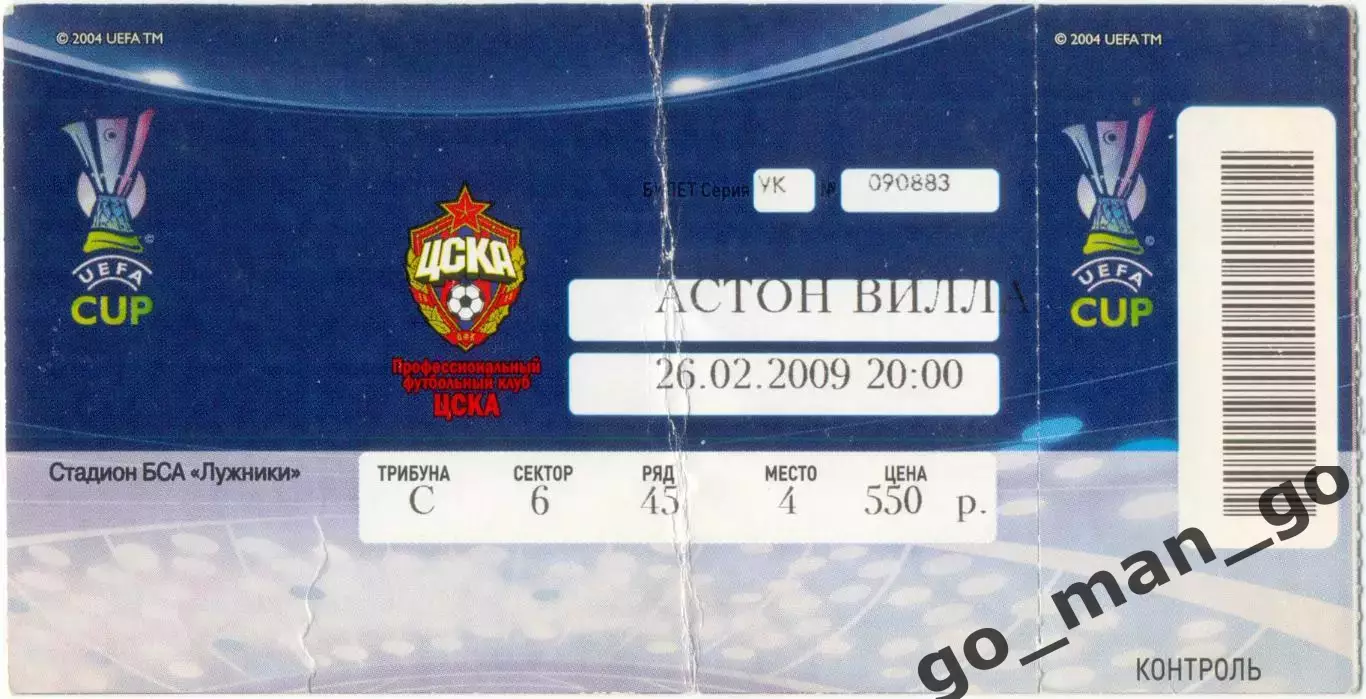 © 2004 UEFA TM
© 2004 UEFA TM
БИЛЕТ Серия УК № 090883
ЦСКА
UEFA
CUP
UEFA
CUP
АСТОН ВИЛЛА
Профессиональный
футбольный клуб
ЦСКА
26.02.2009 20:00
Стадион БСА «Лужники»
ТРИБУНА СЕКТОР РЯД МЕСТО ЦЕНА
С 6 45 4 550 р.
КОНТРОЛЬ
go_man_go